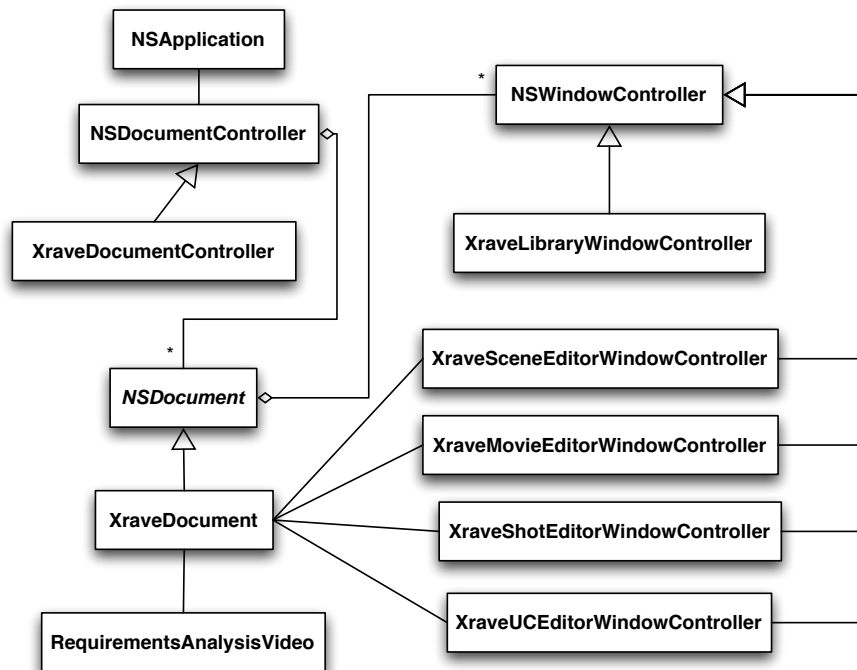 NSApplication
*
NSWindowController
NSDocumentController
XraveDocumentController
XraveLibraryWindowController
*
XraveSceneEditorWindowController
NSDocument
XraveMovieEditorWindowController
XraveDocument
XraveShotEditorWindowController
XraveUCEditorWindowController
RequirementsAnalysisVideo